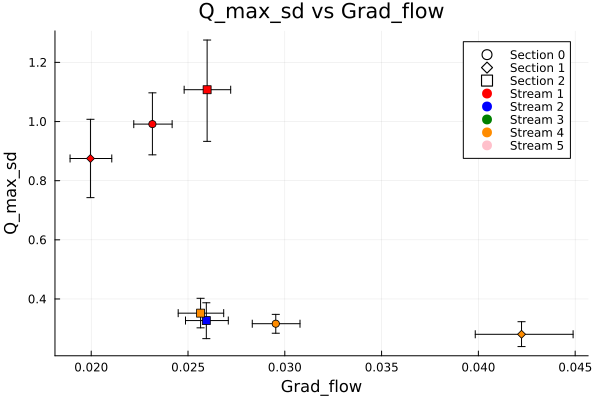 Q_max_sd vs Grad_flow
Section 0
Section 1
Section 2
Stream 1
Stream 2
Stream 3
Stream 4
Stream 5
1.2
1.0
0.8
0.6
0.4
Q_max_sd
0.020 0.025 0.030 0.035 0.040 0.045
Grad_flow